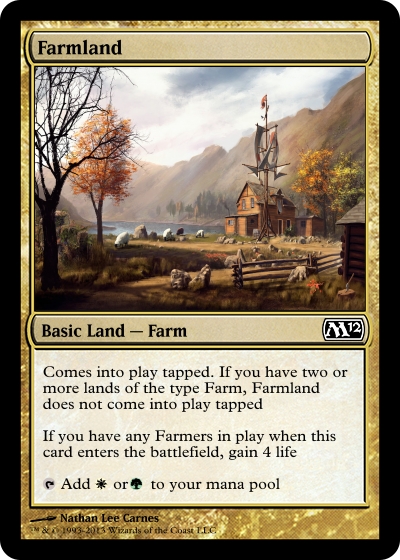 Farmland
Basic Land — Farm
M12
Comes into play tapped. If you have two or
more lands of the type Farm, Farmland
does not come into play tapped
If you have any Farmers in play when this
card enters the battlefield, gain 4 life
Add or to your mana pool
Nathan Lee Carnes
™ & © 1993-2013 Wizards of the Coast LLC